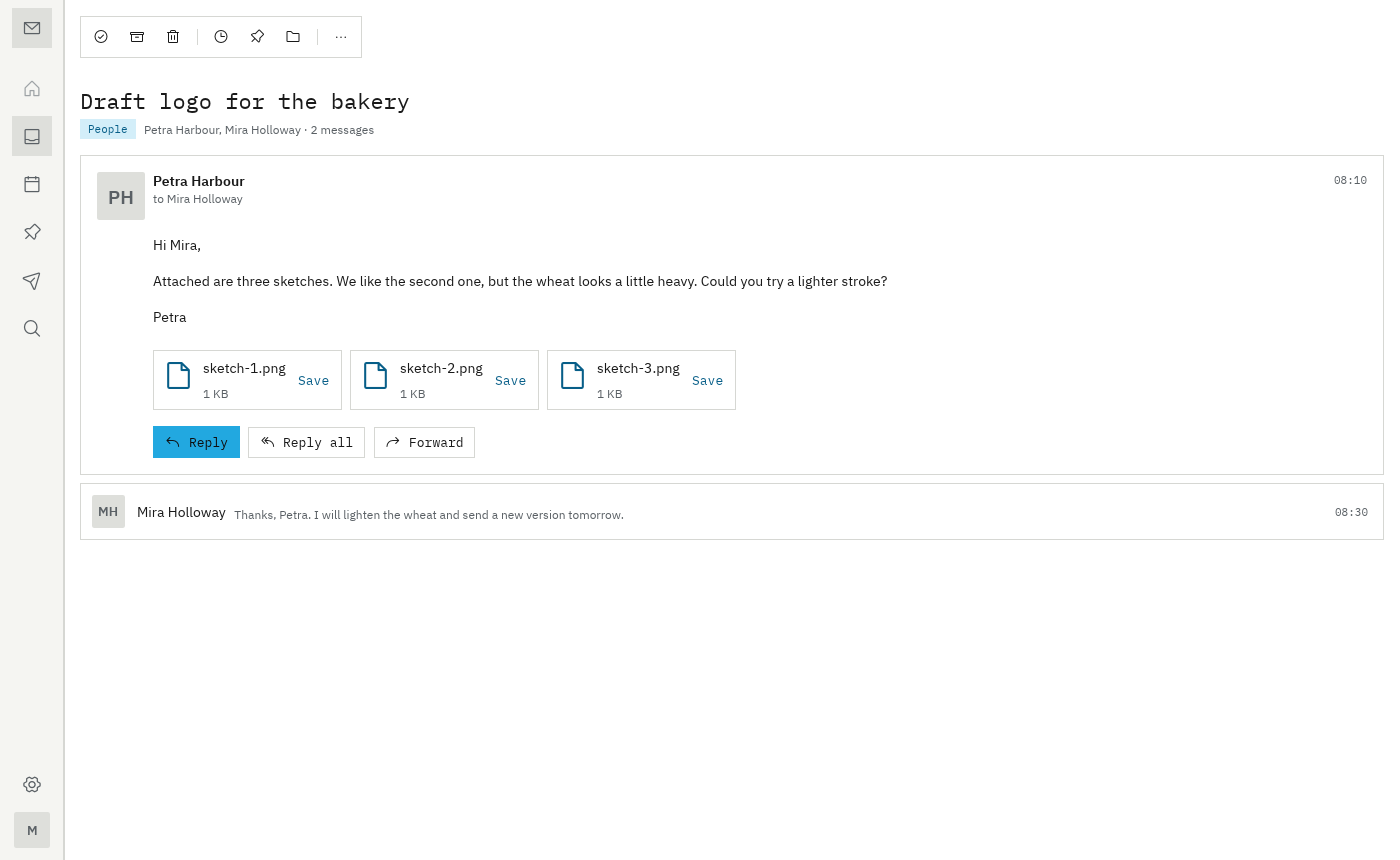 Draft logo for the bakery
People Petra Harbour, Mira Holloway · 2 messages
PH Petra Harbour 08:10
to Mira Holloway
Hi Mira,
Attached are three sketches. We like the second one, but the wheat looks a little heavy. Could you try a lighter stroke?
Petra
sketch-1.png Save sketch-2.png Save sketch-3.png Save
1 KB 1 KB 1 KB
Reply Reply all Forward
MH Mira Holloway Thanks, Petra. I will lighten the wheat and send a new version tomorrow. 08:30
M